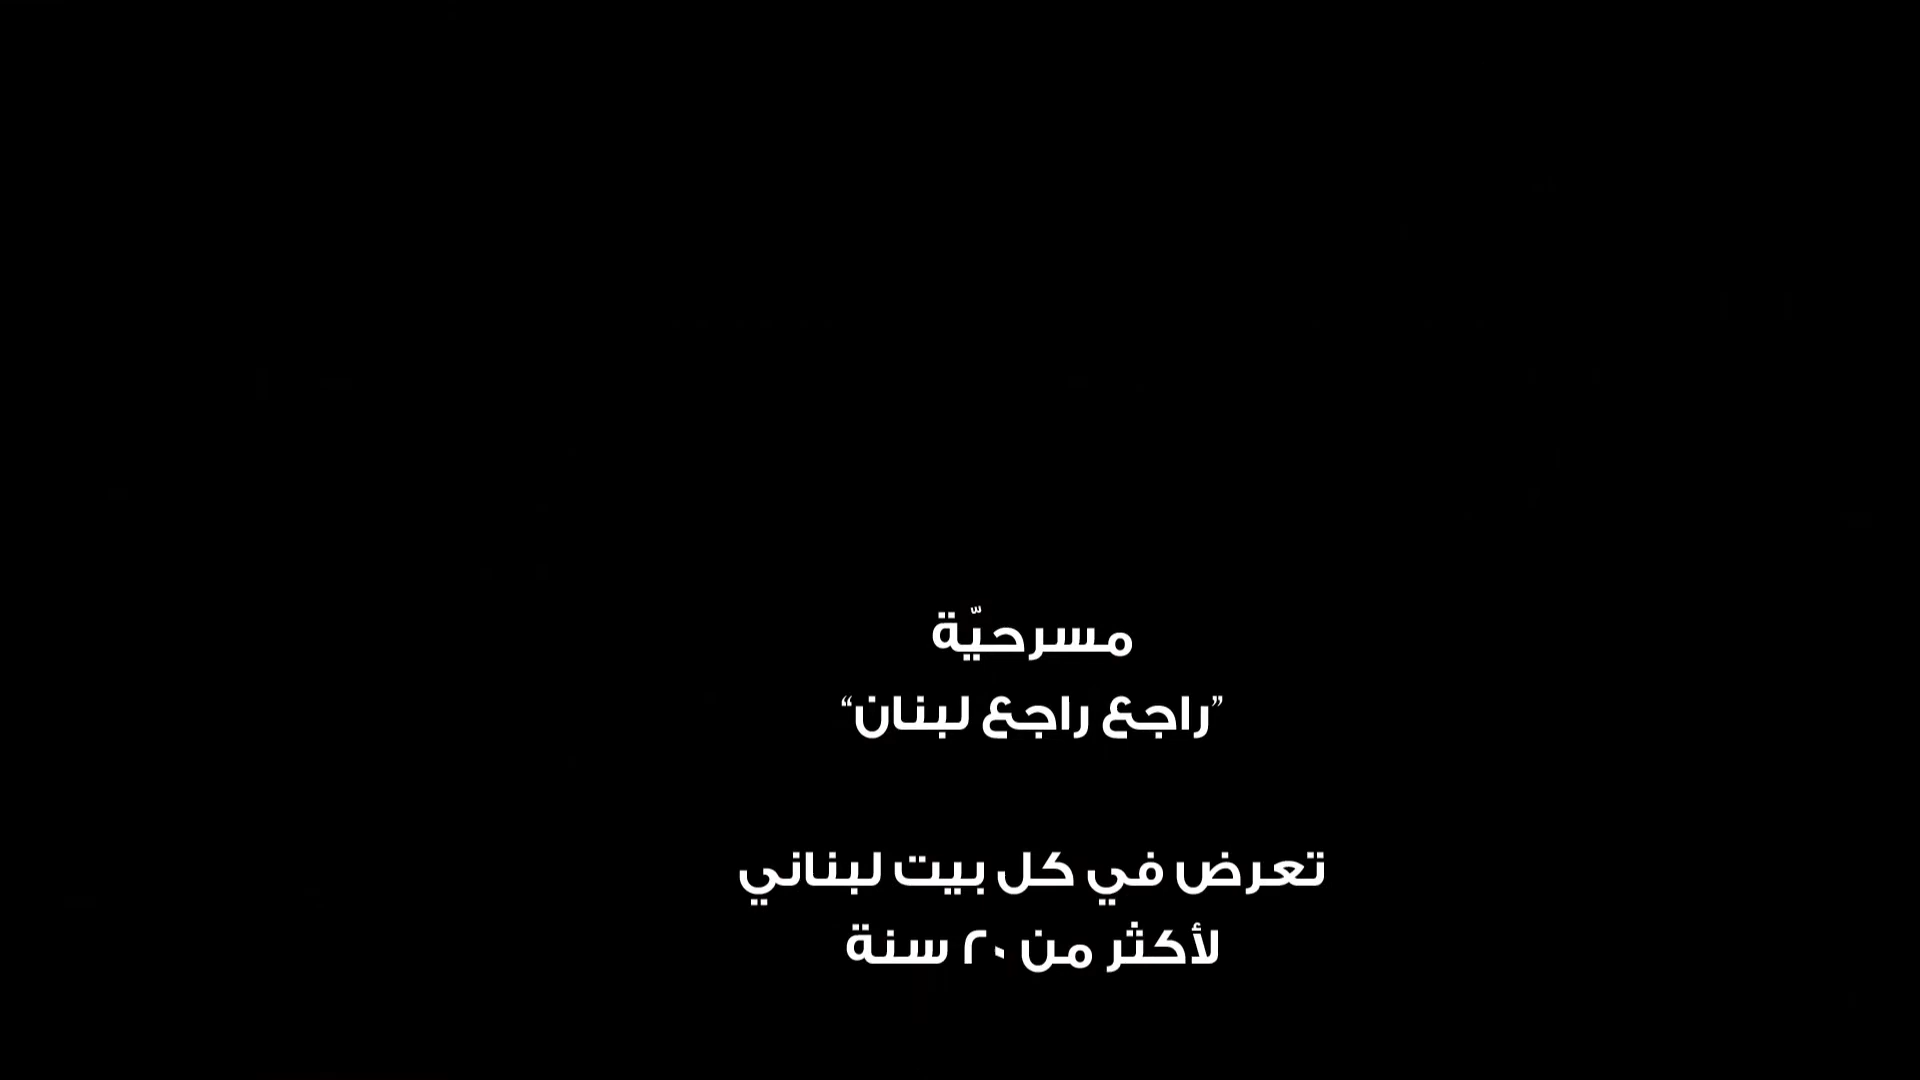 مسرحيّة
”راجع راجع لبنان“
تعرض في كل بيت لبناني
لأكثر من ٢٠ سنة